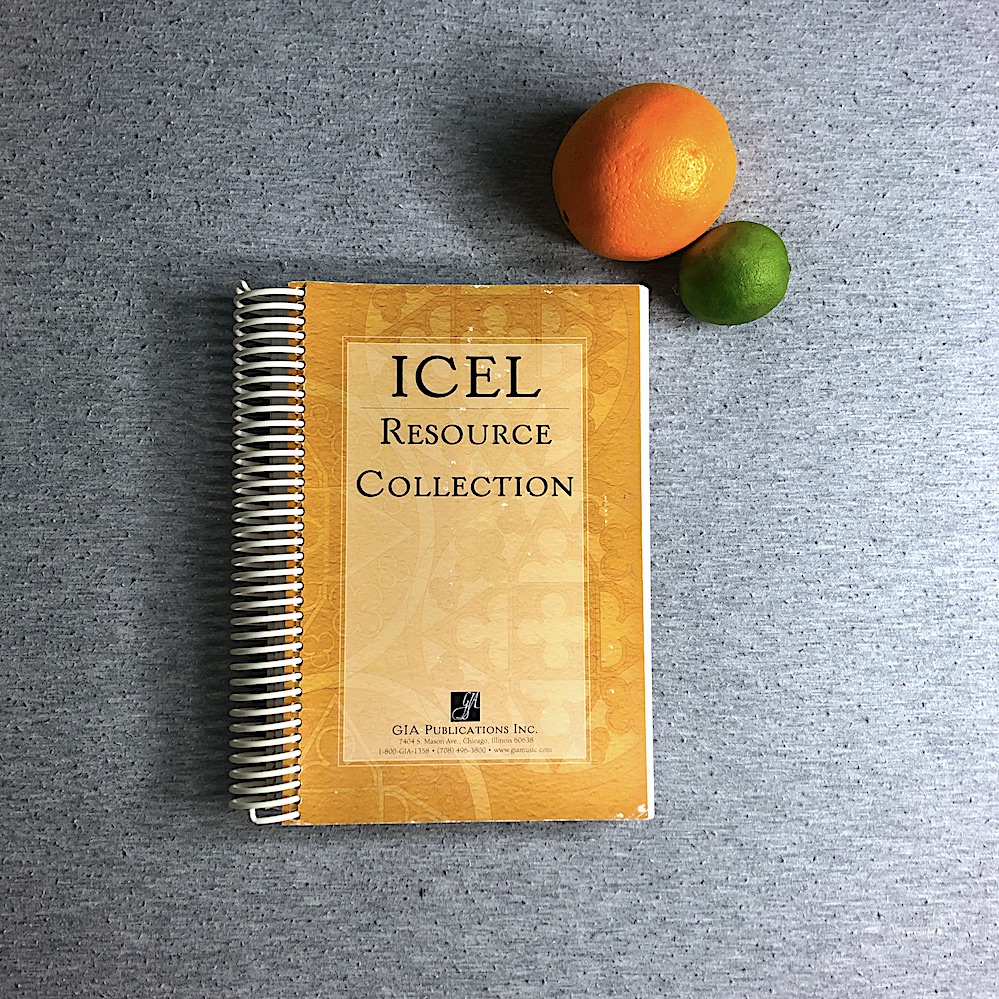 ICEL
RESOURCE
COLLECTION
GIA
GIA PUBLICATIONS INC.
7404 S. Mason Ave., Chicago, Illinois 60638
1-800-GIA-1358 • (708) 496-3800 • www.giamusic.com